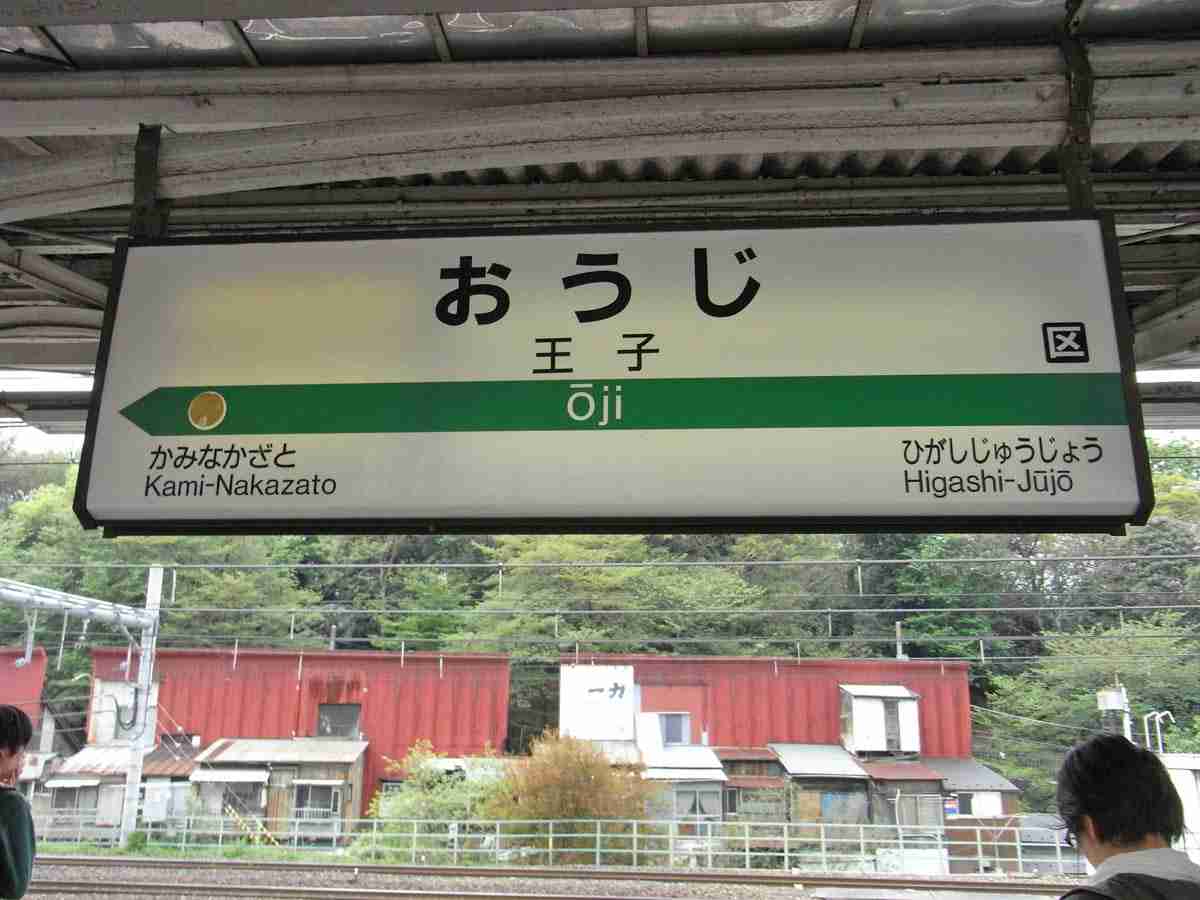 おうじ
王子
区
Ōji
かみなかざと
Kami-Nakazato
ひがしじゅうじょう
Higashi-Jūjō
一力